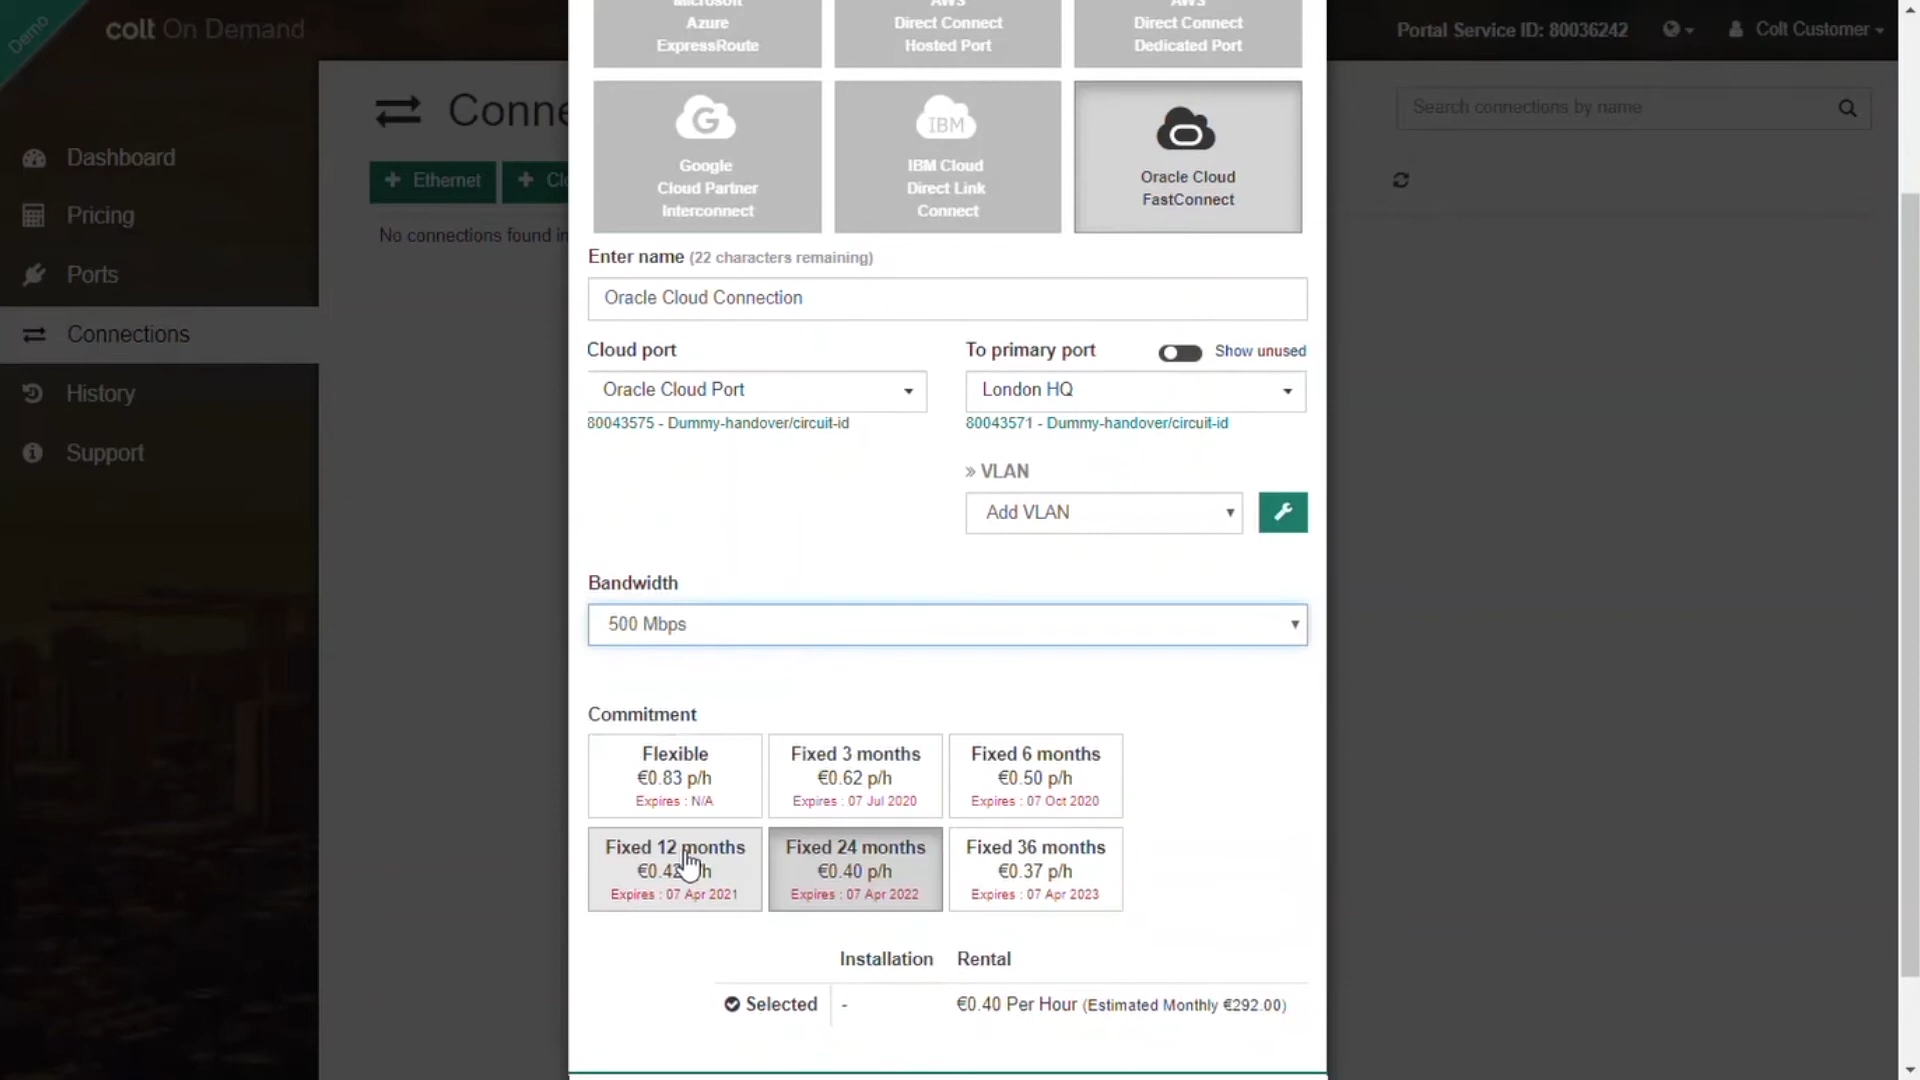 Demo
colt On Demand
Portal Service ID: 80036242
Colt Customer
Dashboard
Pricing
Ports
Connections
History
Support
Conne
Search connections by name
+ Ethernet
+ Clo
No connections found in
Microsoft
Azure
ExpressRoute
AWS
Direct Connect
Hosted Port
AWS
Direct Connect
Dedicated Port
G
Google
Cloud Partner
Interconnect
IBM
IBM Cloud
Direct Link
Connect
Oracle Cloud
FastConnect
Enter name (22 characters remaining)
Oracle Cloud Connection
Cloud port
Oracle Cloud Port
80043575 - Dummy-handover/circuit-id
To primary port
Show unused
London HQ
80043571 - Dummy-handover/circuit-id
» VLAN
Add VLAN
Bandwidth
500 Mbps
Commitment
Flexible
€0.83 p/h
Expires : N/A
Fixed 3 months
€0.62 p/h
Expires : 07 Jul 2020
Fixed 6 months
€0.50 p/h
Expires : 07 Oct 2020
Fixed 12 months
€0.42 /h
Expires : 07 Apr 2021
Fixed 24 months
€0.40 p/h
Expires : 07 Apr 2022
Fixed 36 months
€0.37 p/h
Expires : 07 Apr 2023
Installation Rental
Selected - €0.40 Per Hour (Estimated Monthly €292.00)